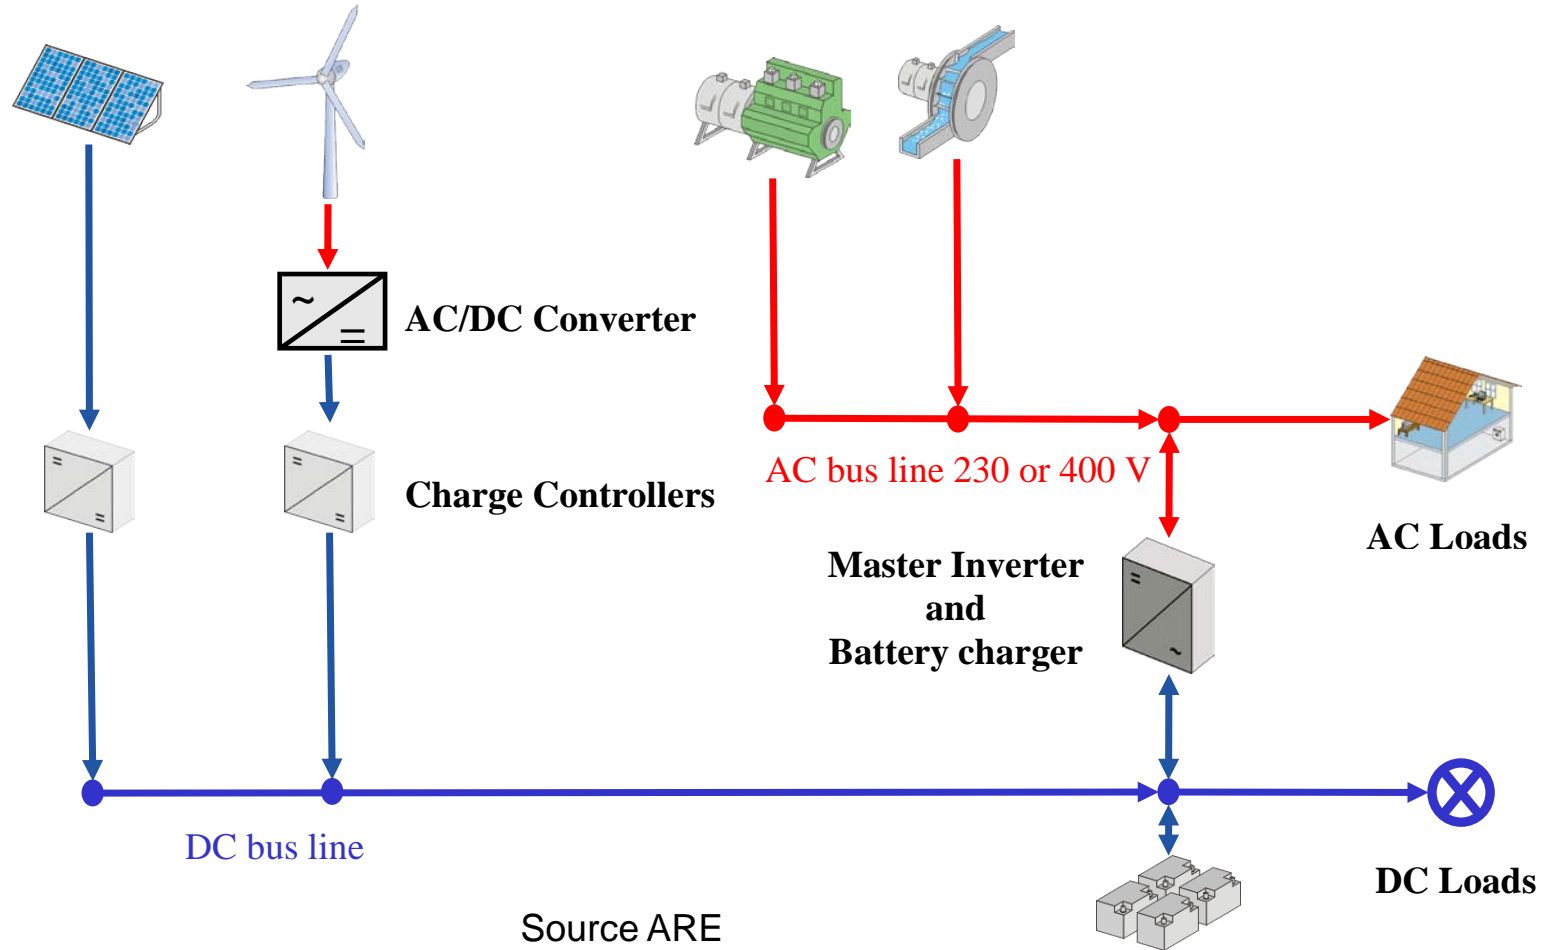 AC/DC Converter
Charge Controllers
AC bus line 230 or 400 V
AC Loads
Master Inverter
and
Battery charger
DC bus line
DC Loads
Source ARE